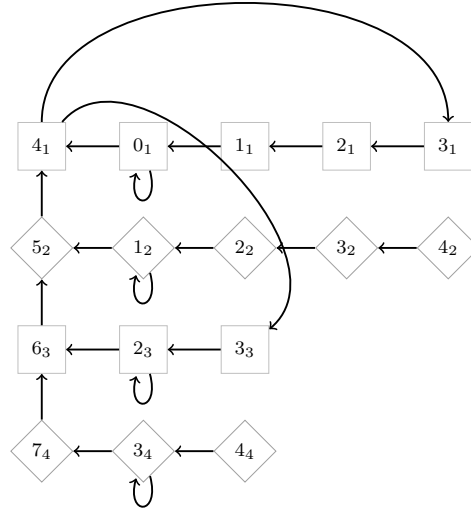 4₁ 0₁ 1₁ 2₁ 3₁
5₂ 1₂ 2₂ 3₂ 4₂
6₃ 2₃ 3₃
7₄ 3₄ 4₄